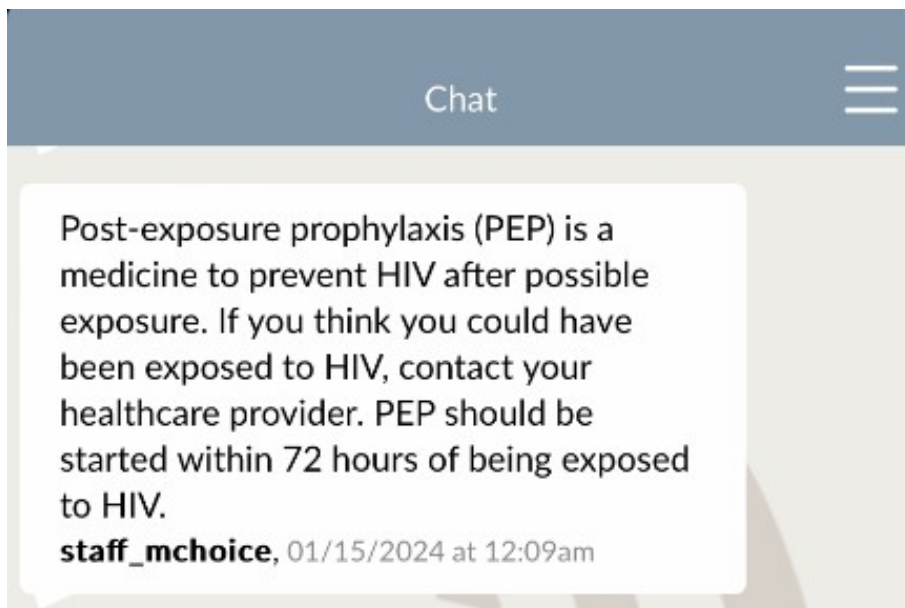 Chat
Post-exposure prophylaxis (PEP) is a
medicine to prevent HIV after possible
exposure. If you think you could have
been exposed to HIV, contact your
healthcare provider. PEP should be
started within 72 hours of being exposed
to HIV.
staff_mchoice, 01/15/2024 at 12:09am